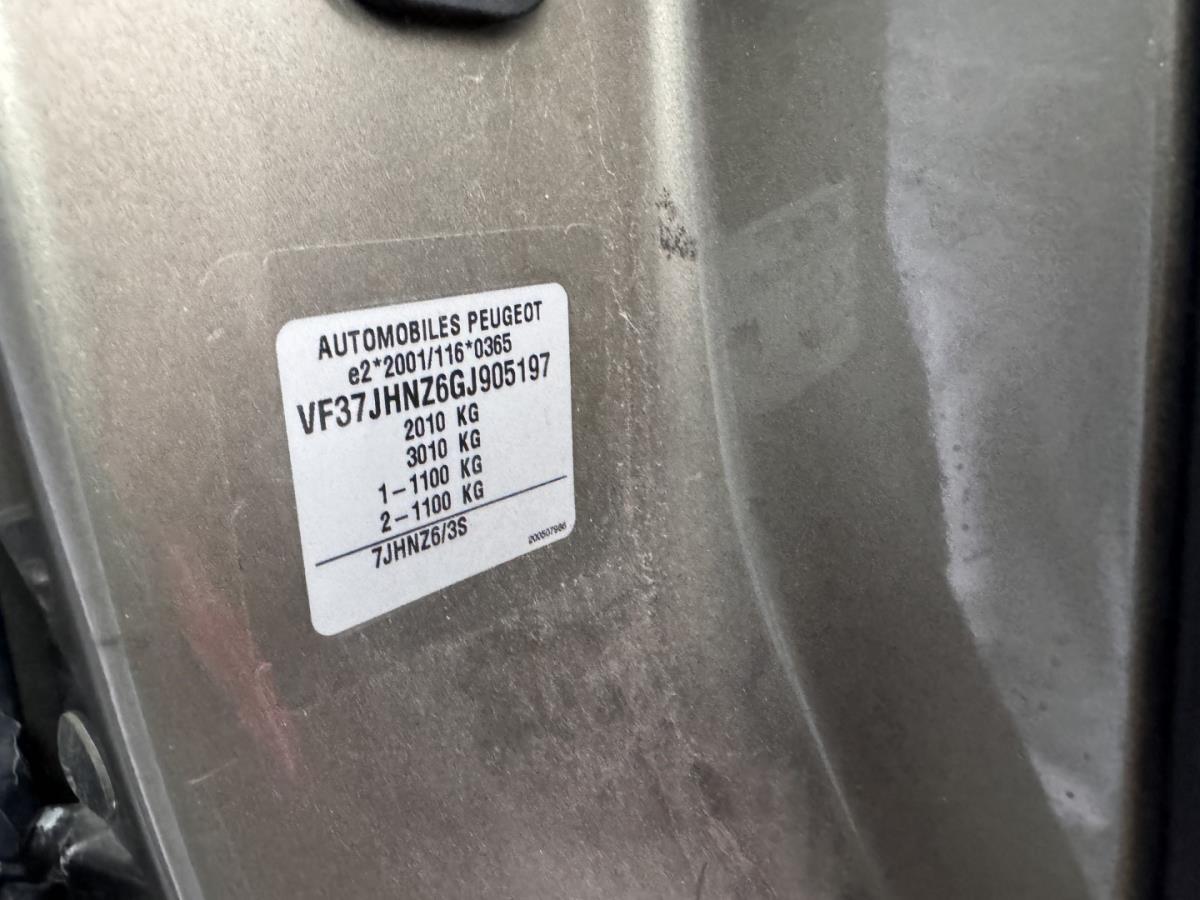 AUTOMOBILES PEUGEOT
e2*2001/116*0365
VF37JHNZ6GJ905197
2010 KG
3010 KG
1-1100 KG
2-1100 KG
7JHNZ6/3S
200507966